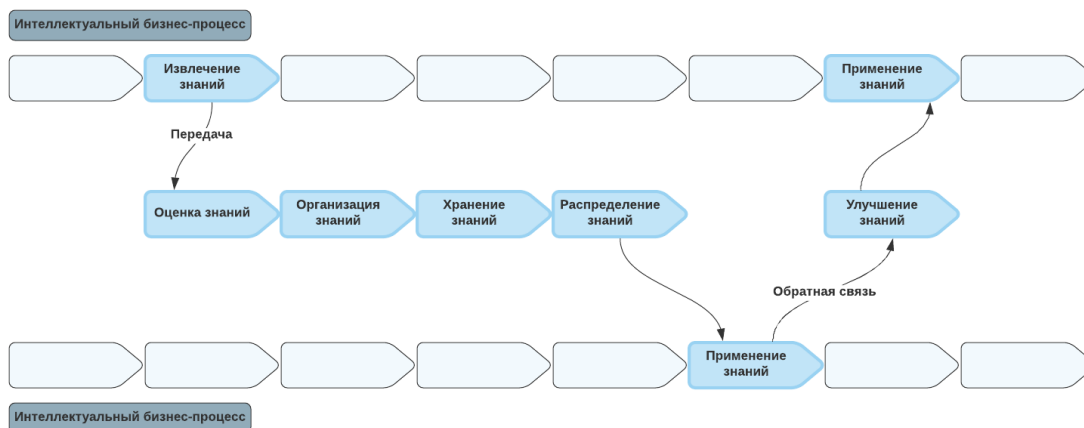 Интеллектуальный бизнес-процесс
Извлечение
знаний
Применение
знаний
Передача
Оценка знаний
Организация
знаний
Хранение
знаний
Распределение
знаний
Улучшение
знаний
Обратная связь
Применение
знаний
Интеллектуальный бизнес-процесс